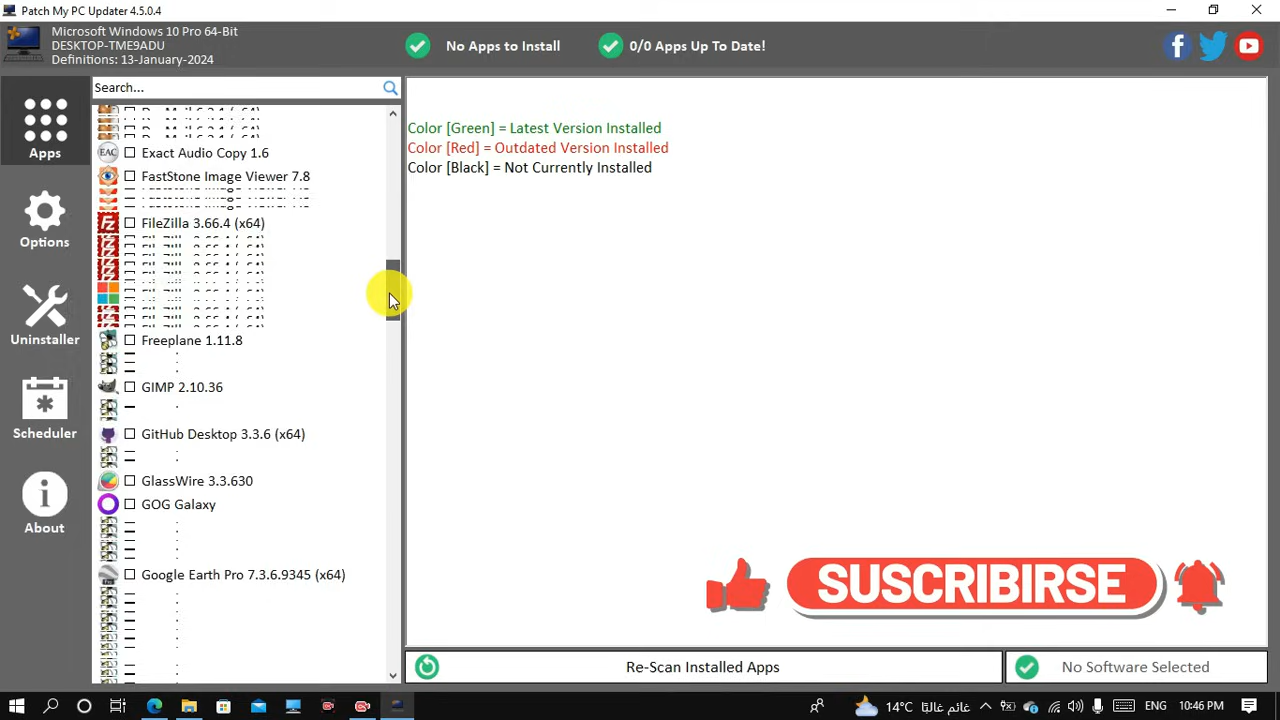 Patch My PC Updater 4.5.0.4
Microsoft Windows 10 Pro 64-Bit
DESKTOP-TME9ADU
Definitions: 13-January-2024
No Apps to Install
0/0 Apps Up To Date!
Search...
Apps
Options
Uninstaller
Scheduler
About
EAC
Exact Audio Copy 1.6
FastStone Image Viewer 7.8
FileZilla 3.66.4 (x64)
Freeplane 1.11.8
GIMP 2.10.36
GitHub Desktop 3.3.6 (x64)
GlassWire 3.3.630
GOG Galaxy
Google Earth Pro 7.3.6.9345 (x64)
Color [Green] = Latest Version Installed
Color [Red] = Outdated Version Installed
Color [Black] = Not Currently Installed
SUSCRIBIRSE
Re-Scan Installed Apps
No Software Selected
14°C غائم غالبًا
ENG
10:46 PM